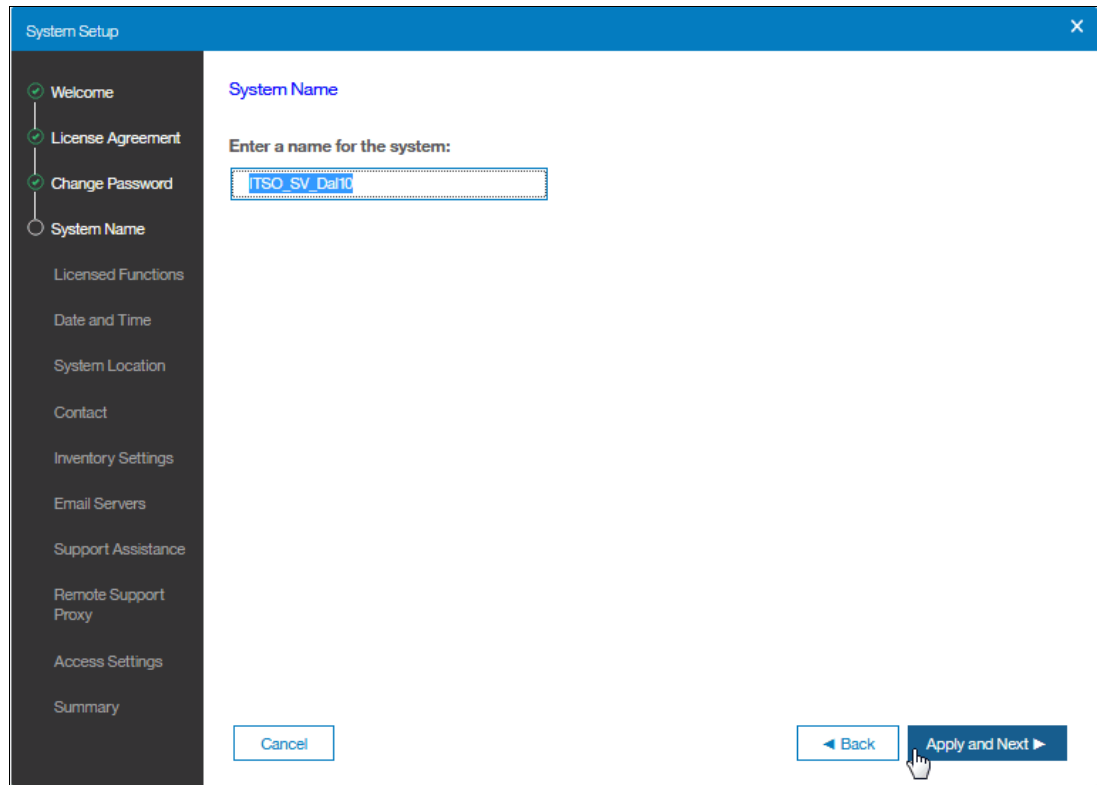 System Setup
Welcome
License Agreement
Change Password
System Name
Licensed Functions
Date and Time
System Location
Contact
Inventory Settings
Email Servers
Support Assistance
Remote Support
Proxy
Access Settings
Summary
System Name
Enter a name for the system:
ITSO_SV_Dal10
Cancel
Back
Apply and Next